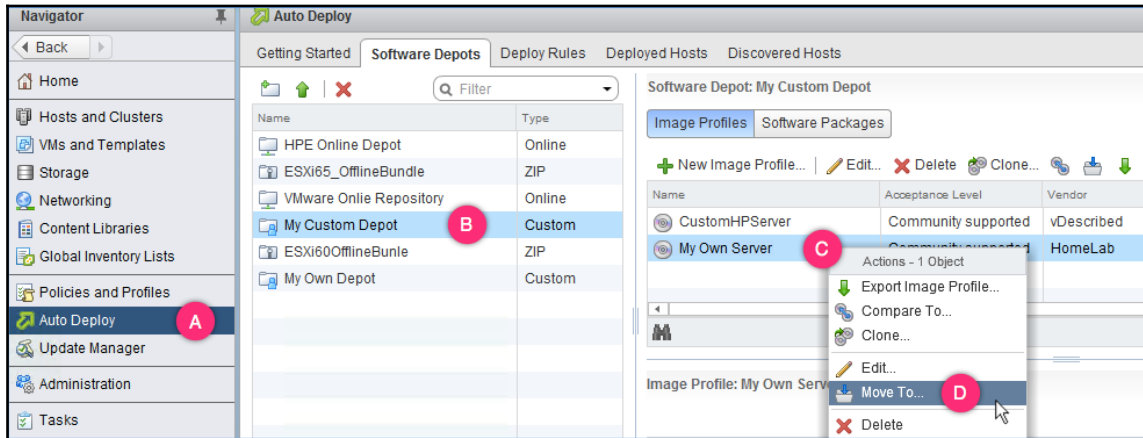 Navigator
Back
Home
Hosts and Clusters
VMs and Templates
Storage
Networking
Content Libraries
Global Inventory Lists
Policies and Profiles
Auto Deploy A
Update Manager
Administration
Tasks
Auto Deploy
Getting Started Software Depots Deploy Rules Deployed Hosts Discovered Hosts
Filter
Name Type
HPE Online Depot Online
ESXi65_OfflineBundle ZIP
VMware Onlie Repository Online
My Custom Depot B Custom
ESXi60OfflineBunle ZIP
My Own Depot Custom
Software Depot: My Custom Depot
Image Profiles Software Packages
New Image Profile... Edit... Delete Clone...
Name Acceptance Level Vendor
CustomHPServer Community supported vDescribed
My Own Server C Community supported HomeLab
Actions - 1 Object
Export Image Profile...
Compare To...
Clone...
Edit...
Move To... D
Delete
Image Profile: My Own Serv